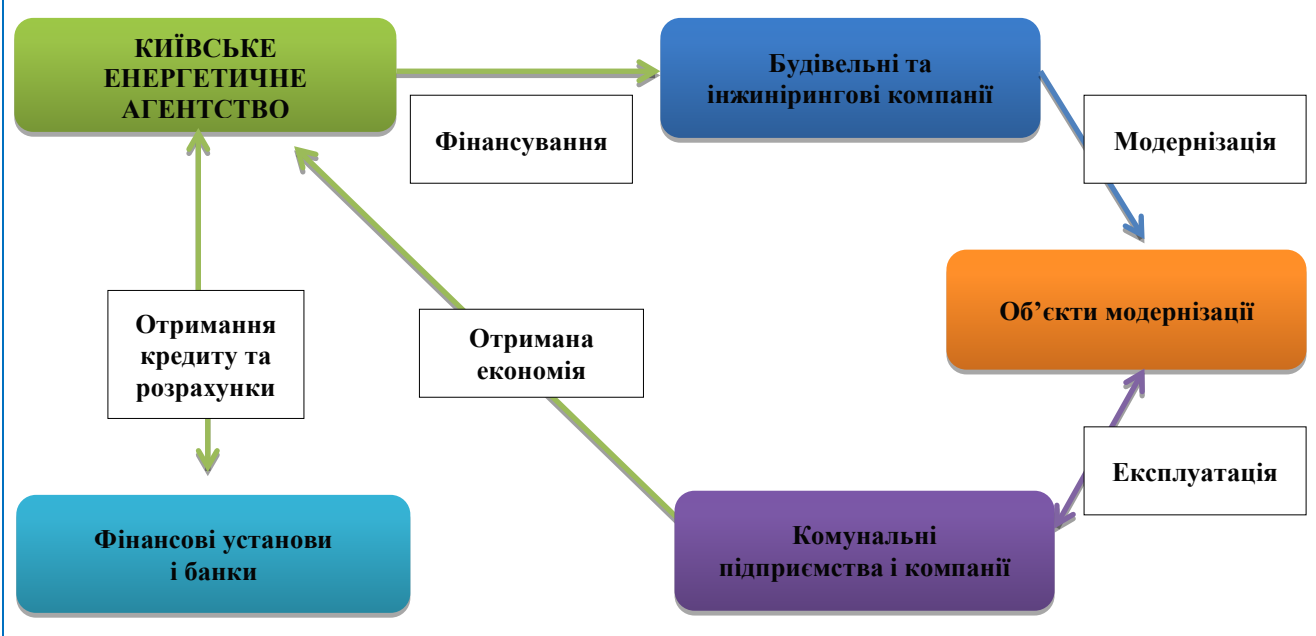 КИЇВСЬКЕ
ЕНЕРГЕТИЧНЕ
АГЕНТСТВО
Будівельні та
інжинірингові компанії
Фінансування
Модернізація
Об’єкти модернізації
Отримання
кредиту та
розрахунки
Отримана
економія
Експлуатація
Фінансові установи
і банки
Комунальні
підприємства і компанії